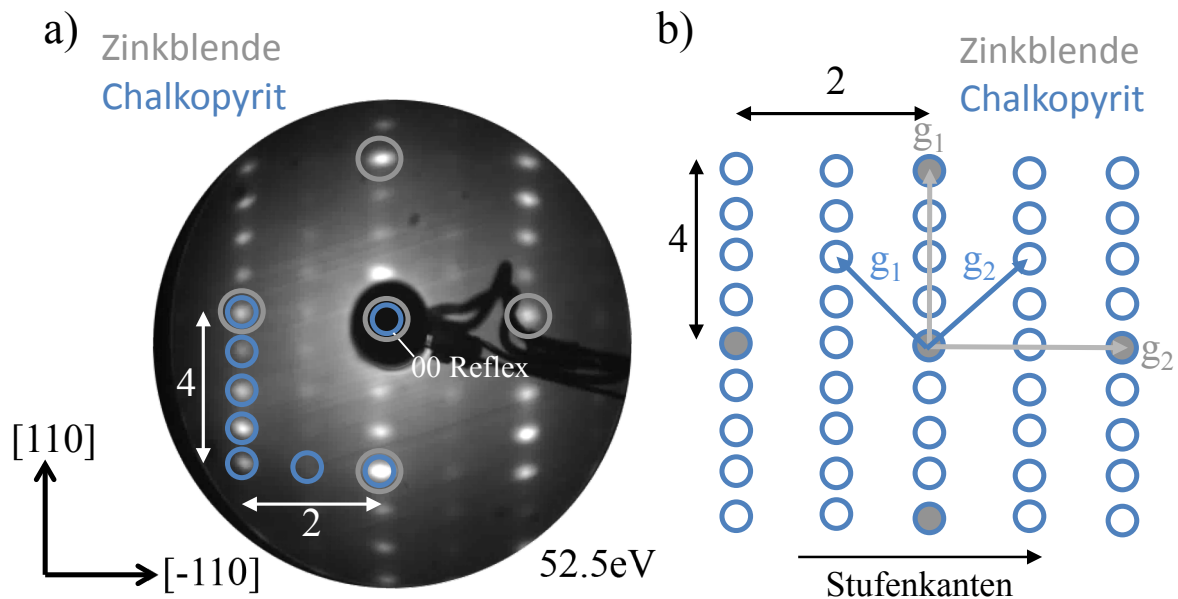 a)
Zinkblende
Chalkopyrit
00 Reflex
4
2
[110]
[-110]
52.5eV
b)
Zinkblende
Chalkopyrit
2
4
g1
g1
g2
g2
Stufenkanten